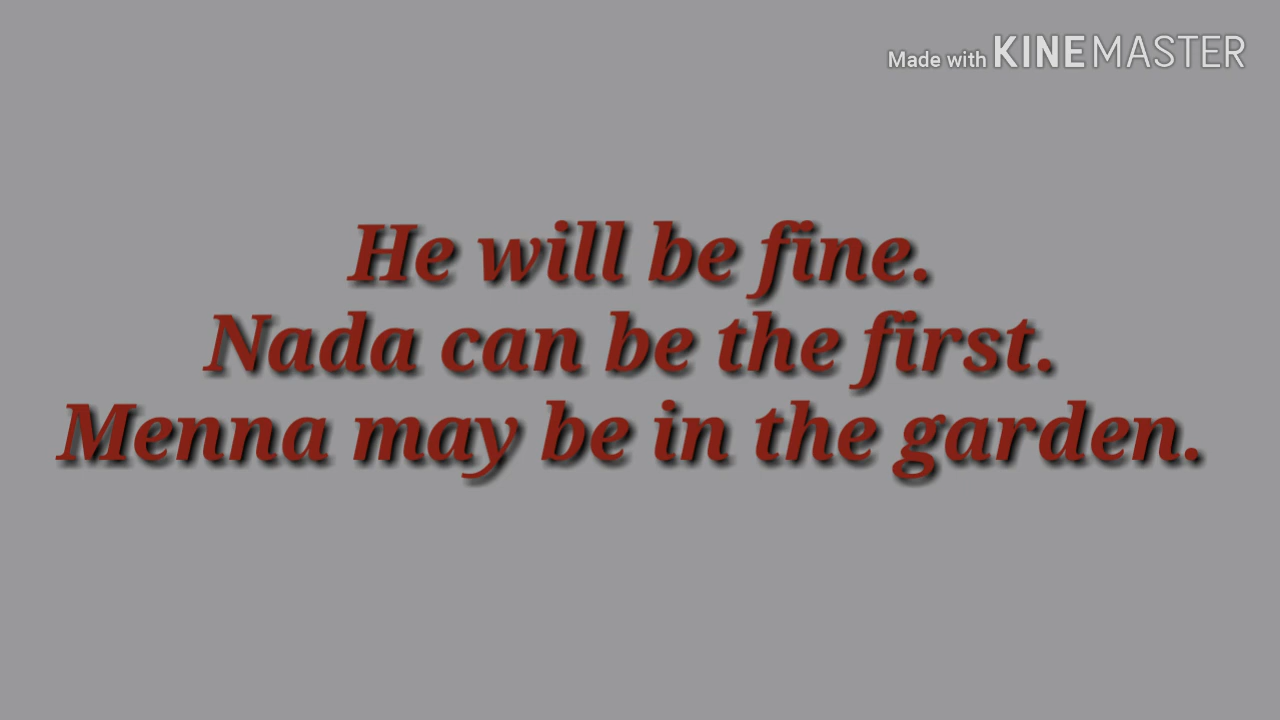 Made with KINEMASTER
He will be fine.
Nada can be the first.
Menna may be in the garden.